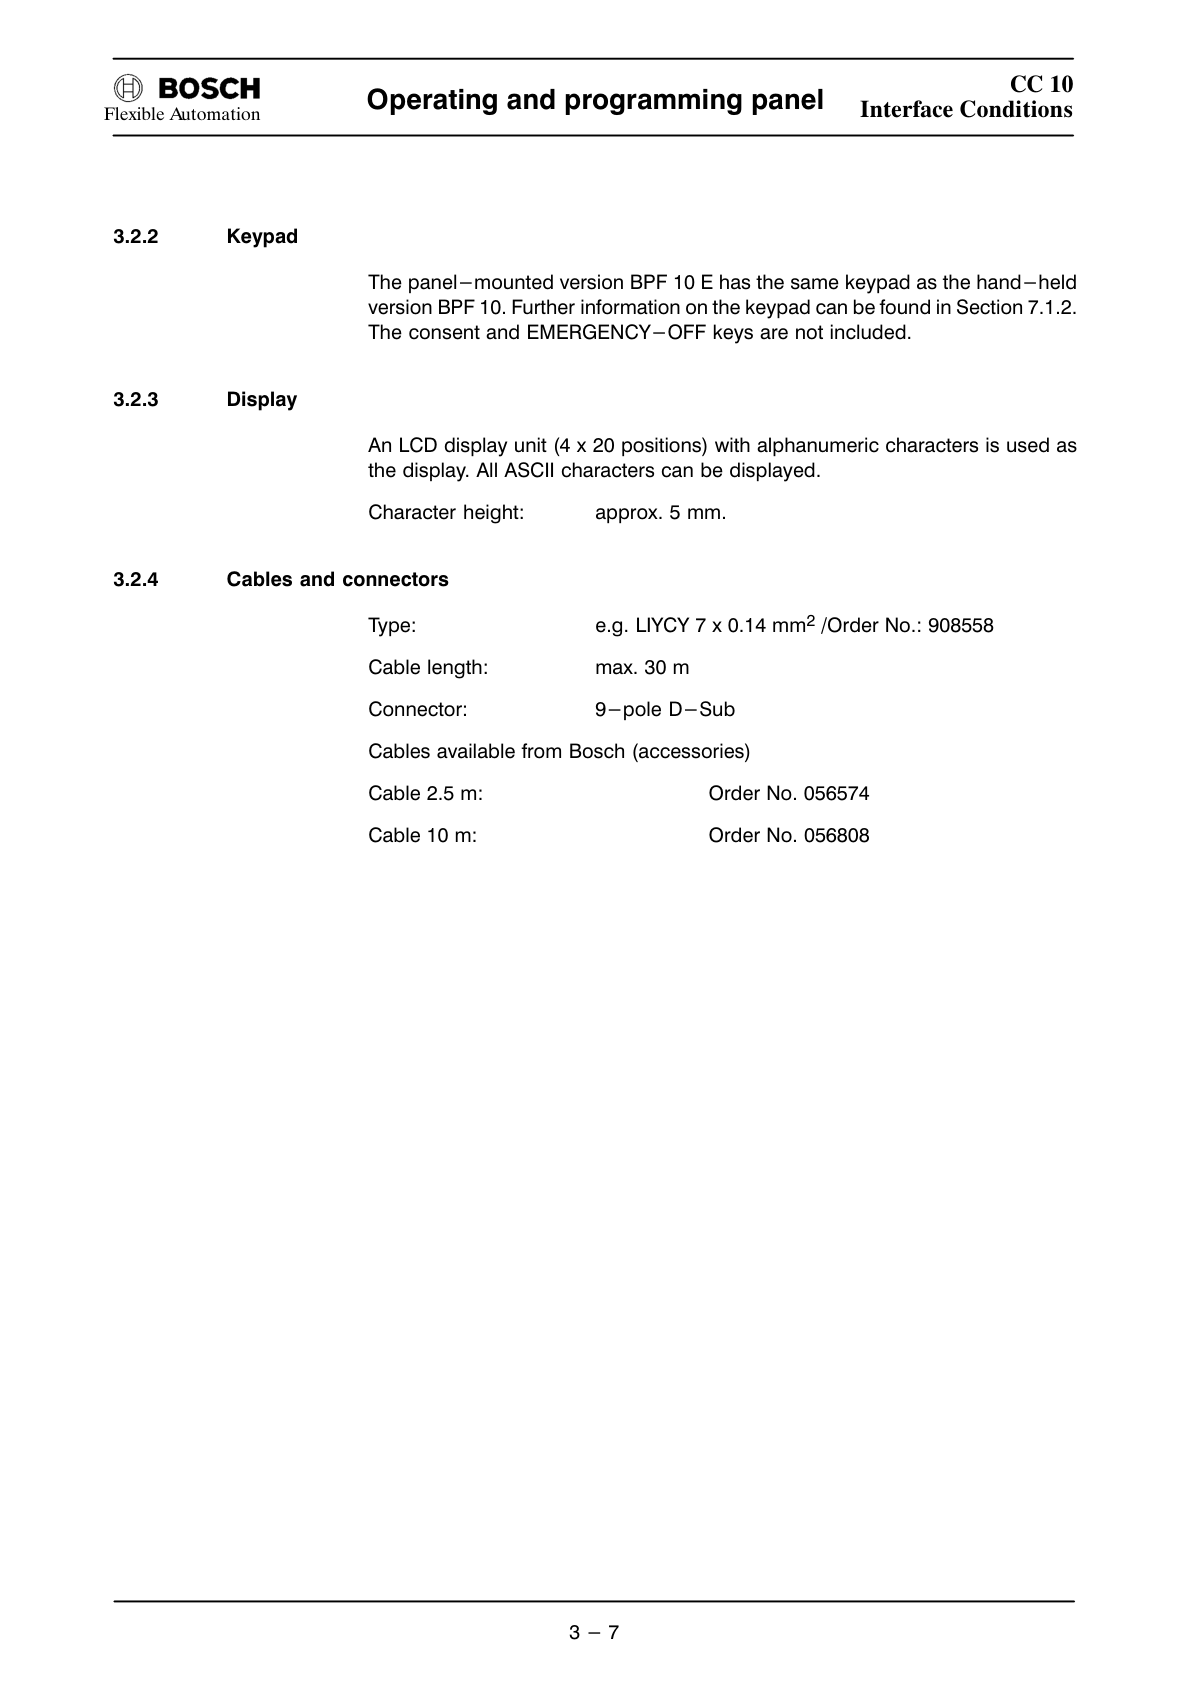 BOSCH
Flexible Automation
Operating and programming panel
CC 10
Interface Conditions
3.2.2 Keypad
The panel−mounted version BPF 10 E has the same keypad as the hand−held
version BPF 10. Further information on the keypad can be found in Section 7.1.2.
The consent and EMERGENCY−OFF keys are not included.
3.2.3 Display
An LCD display unit (4 x 20 positions) with alphanumeric characters is used as
the display. All ASCII characters can be displayed.
Character height: approx. 5 mm.
3.2.4 Cables and connectors
Type: e.g. LIYCY 7 x 0.14 mm² /Order No.: 908558
Cable length: max. 30 m
Connector: 9−pole D−Sub
Cables available from Bosch (accessories)
Cable 2.5 m: Order No. 056574
Cable 10 m: Order No. 056808
3 − 7